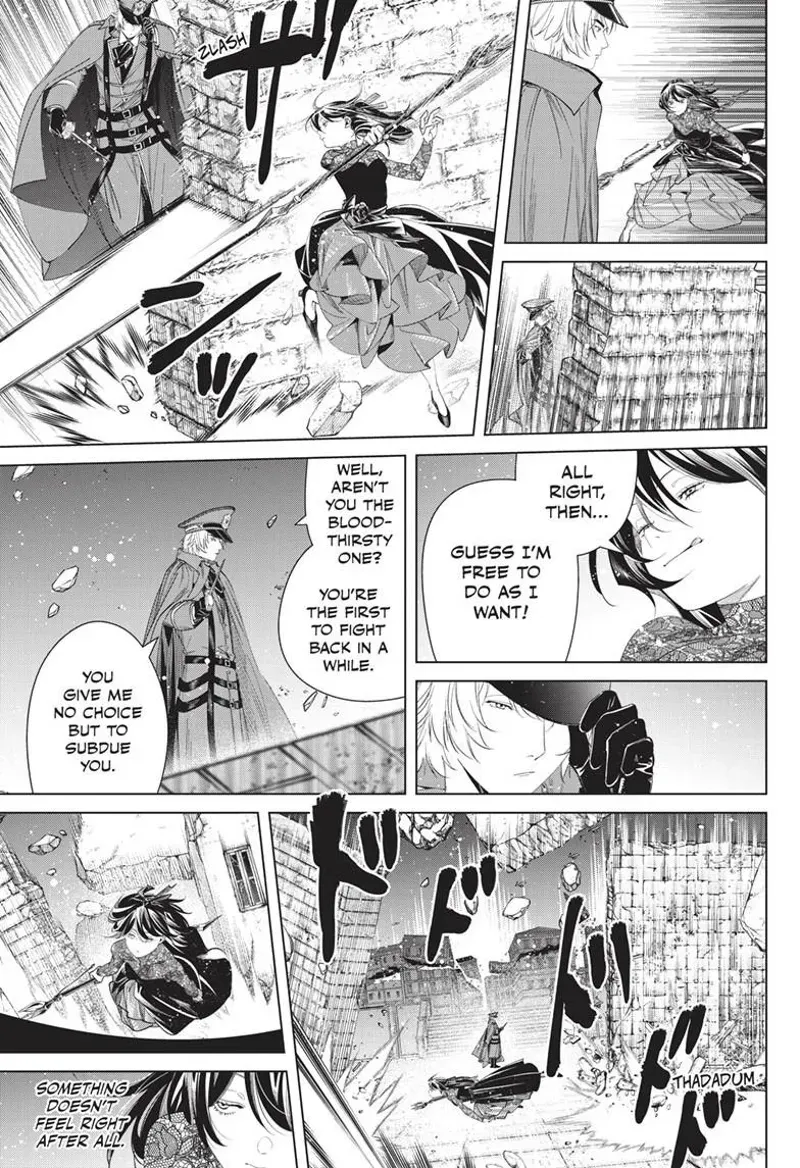 ZLASH
ザン
ドッ
ALL
RIGHT,
THEN...
GUESS I'M
FREE TO
DO AS I
WANT!
WELL,
AREN'T
YOU THE
BLOOD-
THIRSTY
ONE?
YOU'RE
THE FIRST
TO FIGHT
BACK IN A
WHILE.
YOU
GIVE ME
NO CHOICE
BUT TO
SUBDUE
YOU.
ドドドド
THADADUM
SOMETHING
DOESN'T
FEEL RIGHT
AFTER ALL.